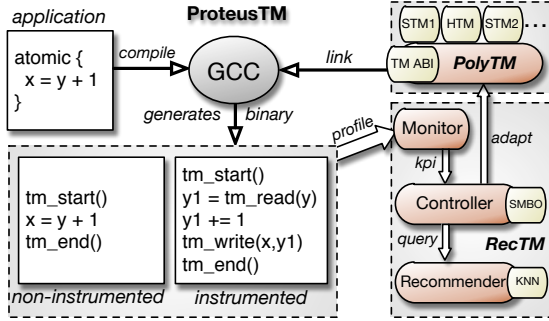 application
ProteusTM
STM1 HTM STM2 ...
atomic {
x = y + 1
}
compile
GCC
link
TM ABI
PolyTM
generates
binary
profile
Monitor
adapt
kpi
tm_start()
x = y + 1
tm_end()
non-instrumented
tm_start()
y1 = tm_read(y)
y1 += 1
tm_write(x,y1)
tm_end()
instrumented
Controller
SMBO
query
RecTM
Recommender
KNN